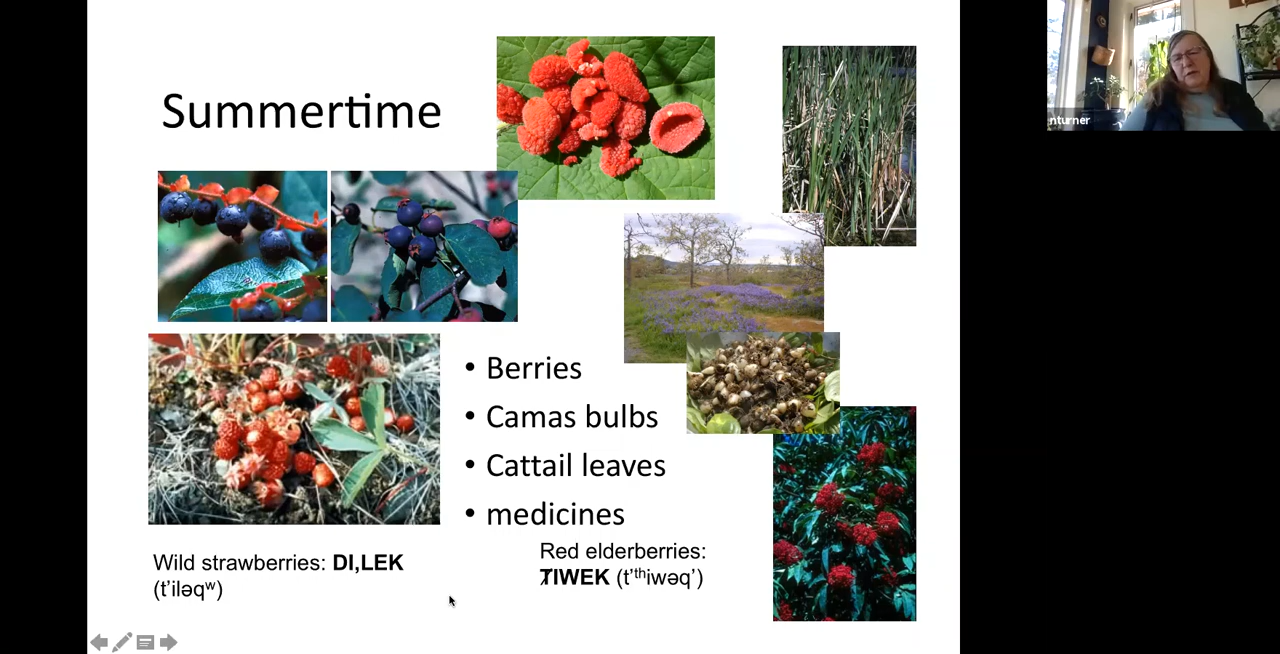 Summertime
• Berries
• Camas bulbs
• Cattail leaves
• medicines
Wild strawberries: DI,LEK
(t’iləqʷ)
Red elderberries:
ȾIWEK (t’ᵗʰiwəq’)
nturner